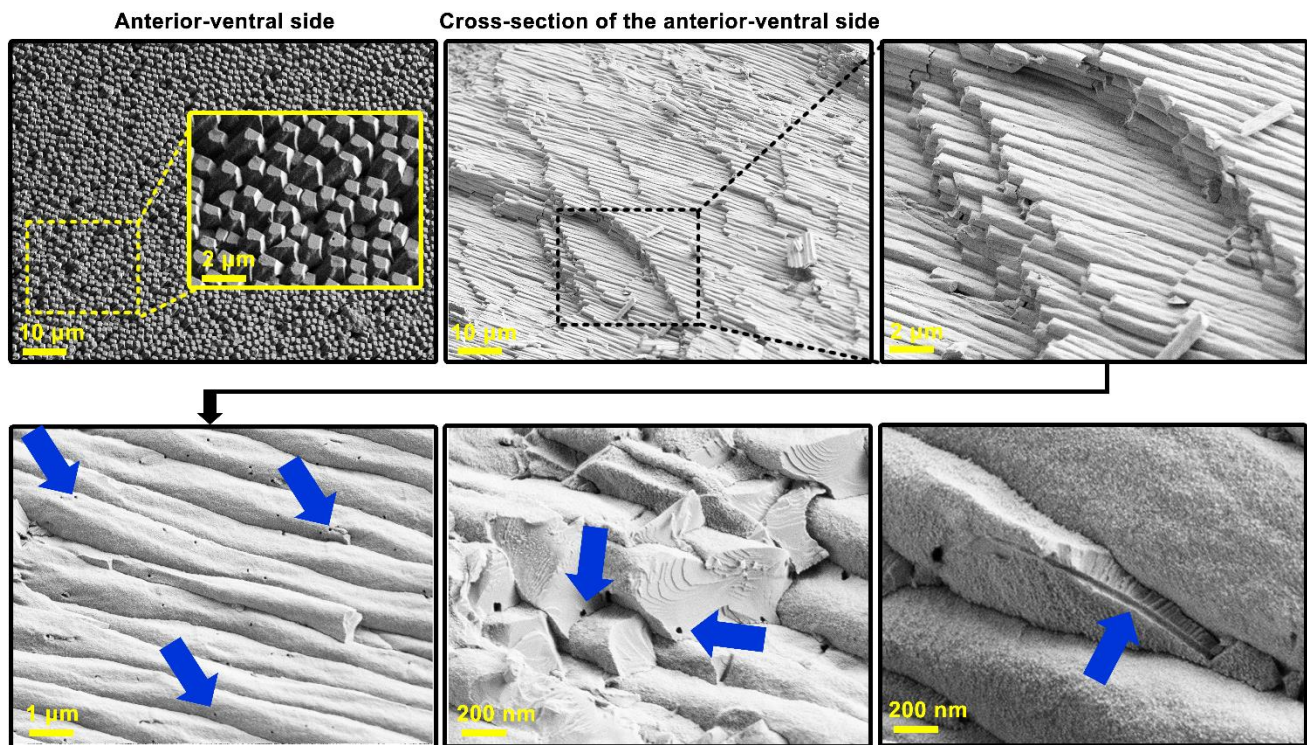 Anterior-ventral side
Cross-section of the anterior-ventral side
2 μm
10 μm
10 μm
2 μm
1 μm
200 nm
200 nm